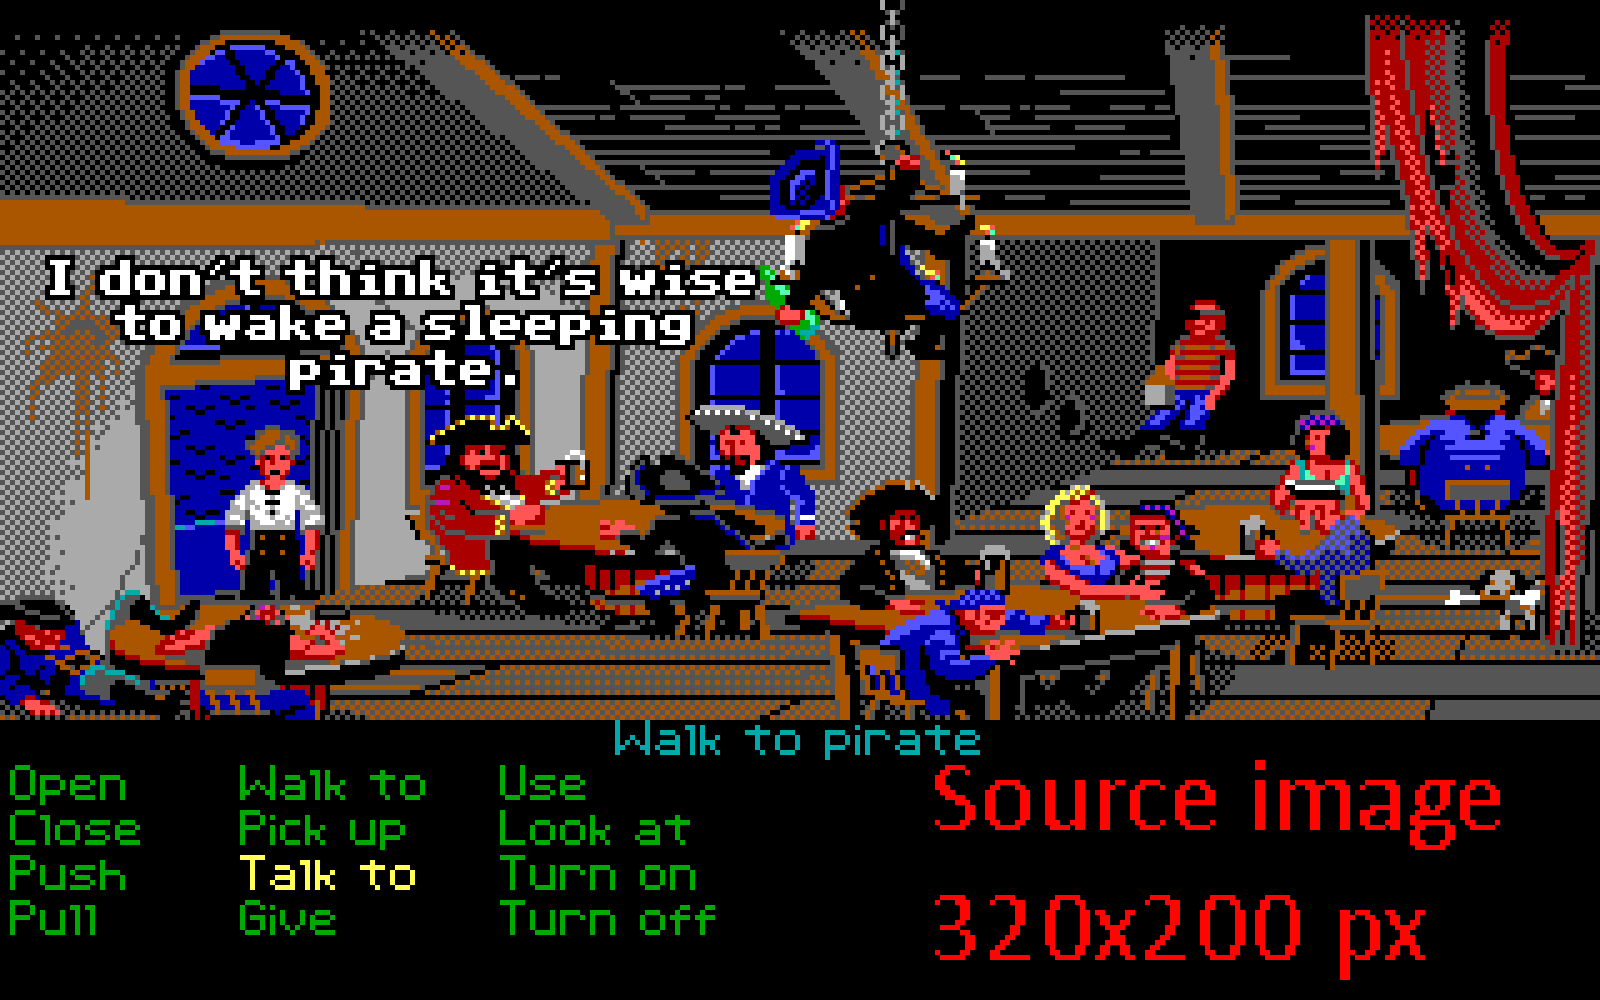 I don't think it's wise
to wake a sleeping
pirate.
Walk to pirate
Open Walk to Use
Close Pick up Look at
Push Talk to Turn on
Pull Give Turn off
Source image
320x200 px